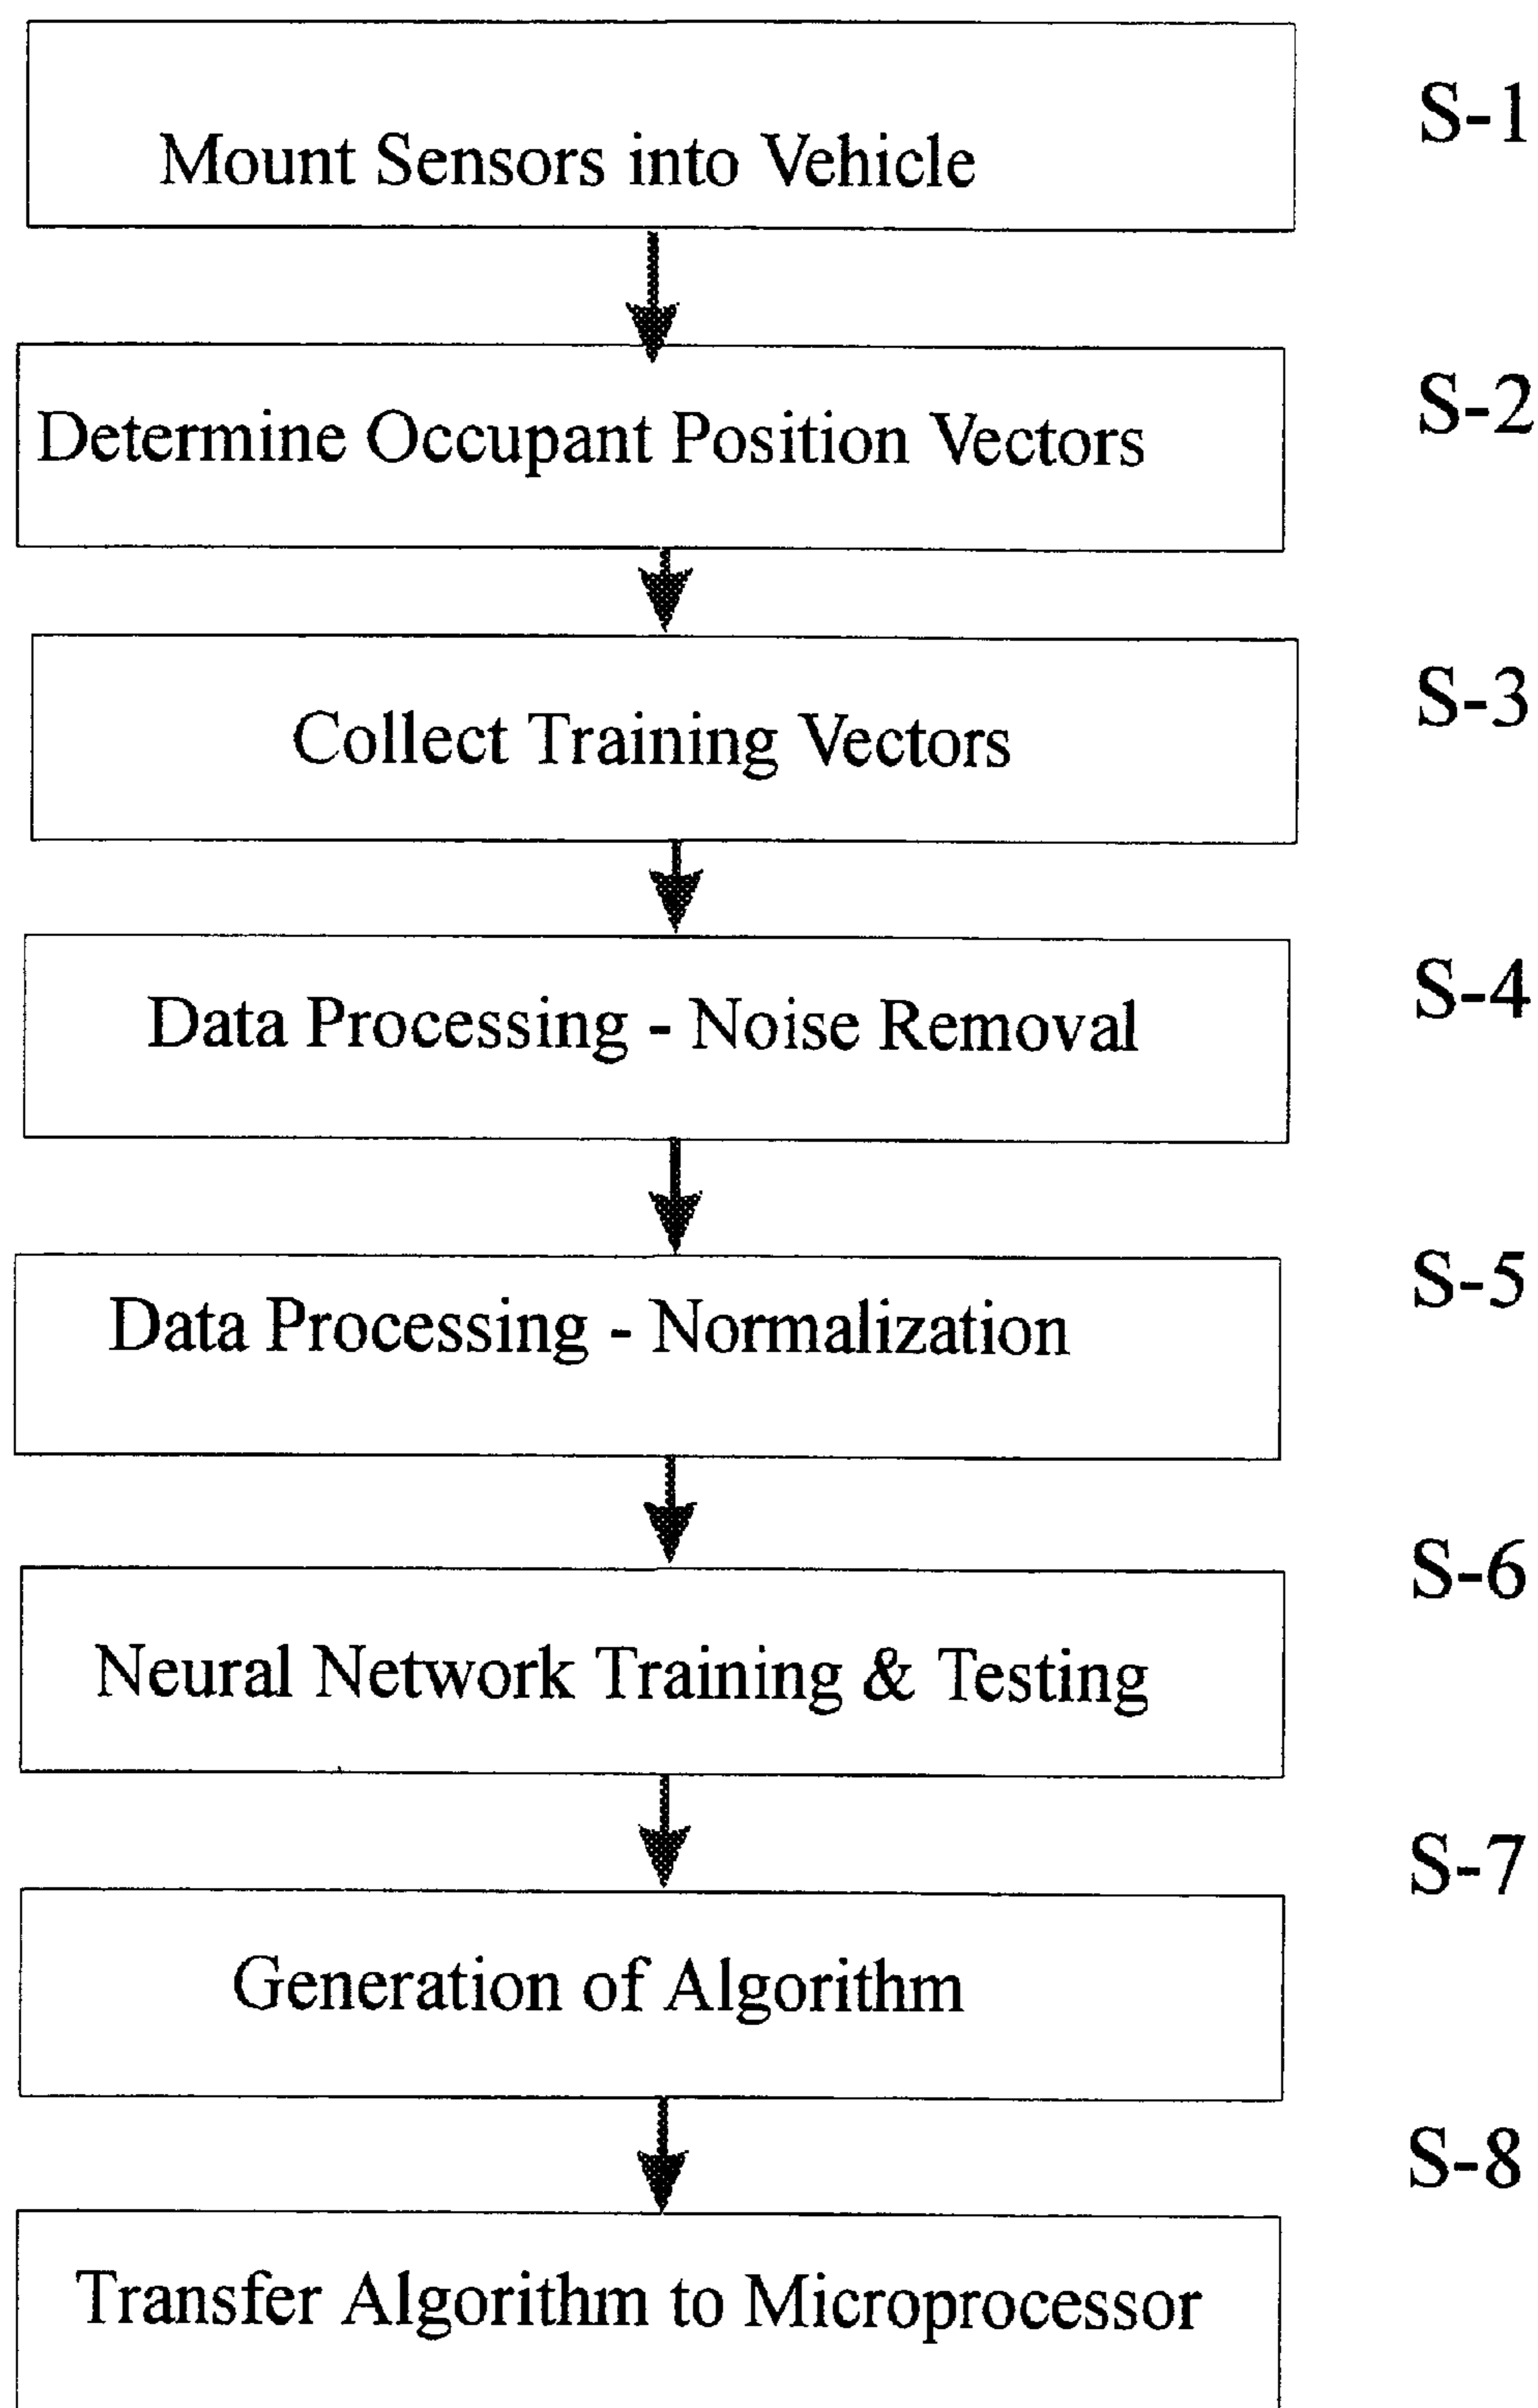 Mount Sensors into Vehicle
S-1
Determine Occupant Position Vectors
S-2
Collect Training Vectors
S-3
Data Processing - Noise Removal
S-4
Data Processing - Normalization
S-5
Neural Network Training & Testing
S-6
Generation of Algorithm
S-7
Transfer Algorithm to Microprocessor
S-8